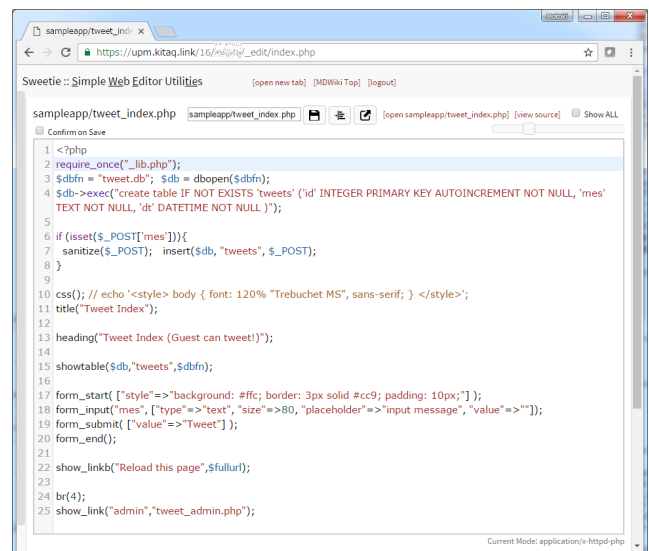 Motoki
sampleapp/tweet_inde
https://upm.kitaq.link/16/ _edit/index.php
Sweetie :: Simple Web Editor Utilities [open new tab] [MDWiki Top] [logout]
sampleapp/tweet_index.php sampleapp/tweet_index.php [open sampleapp/tweet_index.php] [view source] Show ALL
Confirm on Save
1 <?php
2 require_once("_lib.php");
3 $dbfn = "tweet.db"; $db = dbopen($dbfn);
4 $db->exec("create table IF NOT EXISTS 'tweets' ('id' INTEGER PRIMARY KEY AUTOINCREMENT NOT NULL, 'mes'
TEXT NOT NULL, 'dt' DATETIME NOT NULL )");
5
6 if (isset($_POST['mes'])){
7 sanitize($_POST); insert($db, "tweets", $_POST);
8 }
9
10 css(); // echo '<style> body { font: 120% "Trebuchet MS", sans-serif; } </style>';
11 title("Tweet Index");
12
13 heading("Tweet Index (Guest can tweet!)");
14
15 showtable($db,"tweets",$dbfn);
16
17 form_start( ["style"=>"background: #ffc; border: 3px solid #cc9; padding: 10px;"] );
18 form_input("mes", ["type"=>"text", "size"=>80, "placeholder"=>"input message", "value"=>""]);
19 form_submit( ["value"=>"Tweet"] );
20 form_end();
21
22 show_linkb("Reload this page",$fullurl);
23
24 br(4);
25 show_link("admin","tweet_admin.php");
Current Mode: application/x-httpd-php